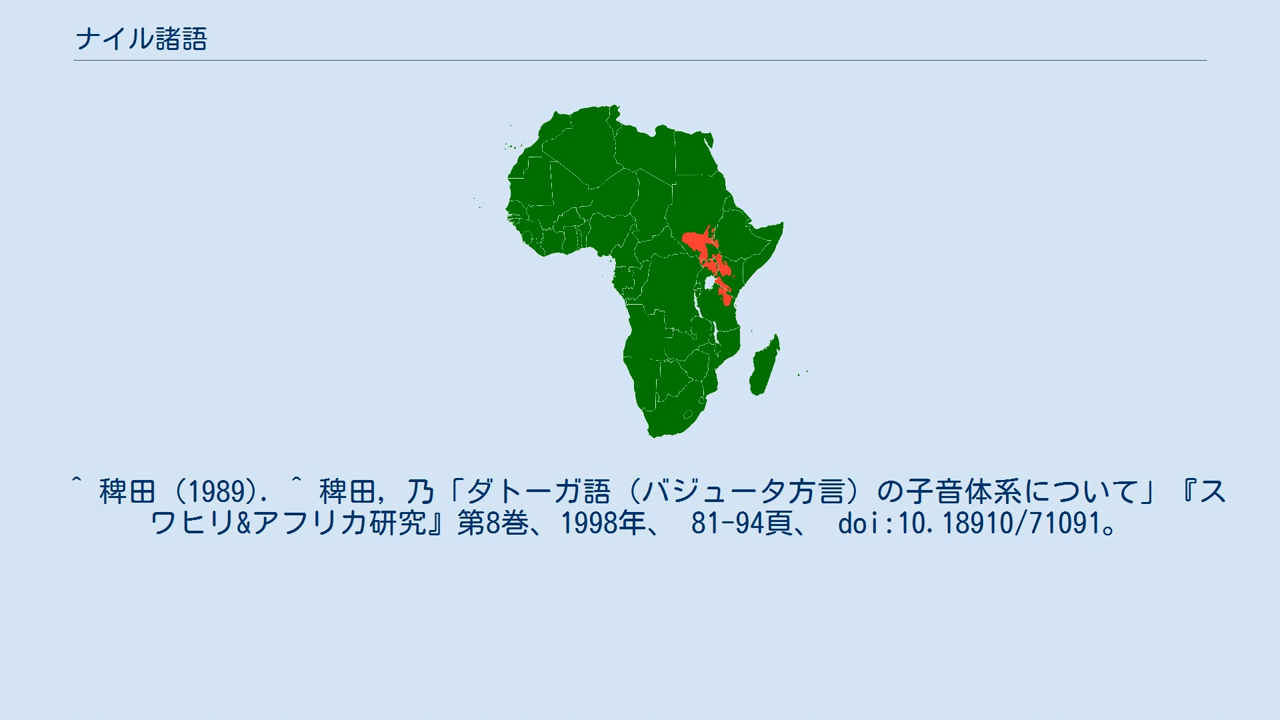 ナイル諸語
^ 稗田 (1989). ^ 稗田, 乃「ダトーガ語（バジュータ方言）の子音体系について」『ス
ワヒリ&アフリカ研究』第8巻、1998年、 81-94頁、 doi:10.18910/71091。